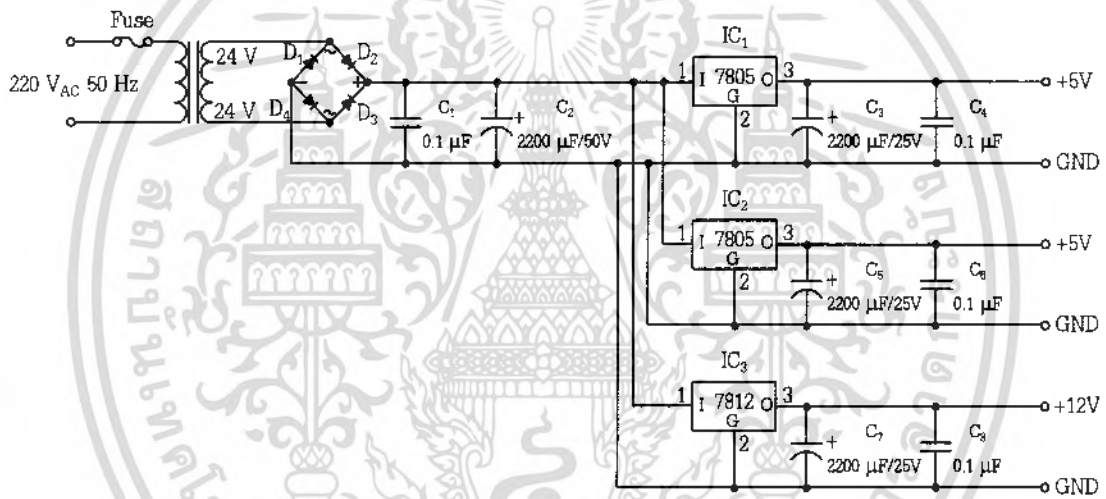 Fuse
220 V_AC 50 Hz
24 V
24 V
D₁
D₂
D₄
D₃
C₁
0.1 μF
C₂
+
2200 μF/50V
IC₁
1 I 7805 O 3
G
2
+
C₃
2200 μF/25V
C₄
0.1 μF
+5V
GND
IC₂
1 I 7805 O 3
G
2
+
C₅
2200 μF/25V
C₆
0.1 μF
+5V
GND
IC₃
1 I 7812 O 3
G
2
+
C₇
2200 μF/25V
C₈
0.1 μF
+12V
GND